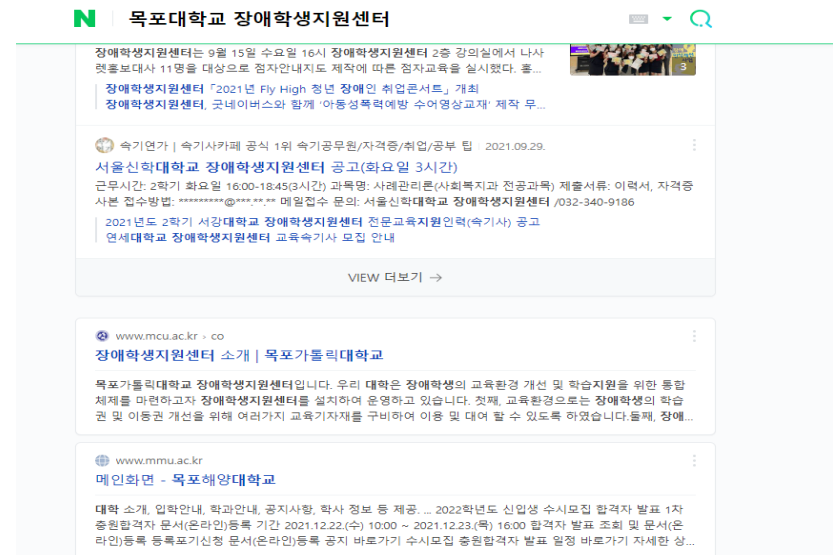 N 목포대학교 장애학생지원센터
장애학생지원센터는 9월 15일 수요일 16시 장애학생지원센터 2층 강의실에서 나사
렛홍보대사 11명을 대상으로 점자안내지도 제작에 따른 점자교육을 실시했다. 홍...
3
장애학생지원센터 「2021년 Fly High 청년 장애인 취업콘서트」 개최
장애학생지원센터, 굿네이버스와 함께 '아동성폭력예방 수어영상교재' 제작 무...
속기연가 | 속기사카페 공식 1위 속기공무원/자격증/취업/공부 팁 2021.09.29.
서울신학대학교 장애학생지원센터 공고(화요일 3시간)
근무시간: 2학기 화요일 16:00-18:45(3시간) 과목명: 사례관리론(사회복지과 전공과목) 제출서류: 이력서, 자격증
사본 접수방법: *********@***.**.** 메일접수 문의: 서울신학대학교 장애학생지원센터 /032-340-9186
2021년도 2학기 서강대학교 장애학생지원센터 전문교육지원인력(속기사) 공고
연세대학교 장애학생지원센터 교육속기사 모집 안내
VIEW 더보기 →
www.mcu.ac.kr › co
장애학생지원센터 소개 | 목포가톨릭대학교
목포가톨릭대학교 장애학생지원센터입니다. 우리 대학은 장애학생의 교육환경 개선 및 학습지원을 위한 통합
체제를 마련하고자 장애학생지원센터를 설치하여 운영하고 있습니다. 첫째, 교육환경으로는 장애학생의 학습
권 및 이동권 개선을 위해 여러가지 교육기자재를 구비하여 이용 및 대여 할 수 있도록 하였습니다.둘째, 장애...
www.mmu.ac.kr
메인화면 - 목포해양대학교
대학 소개, 입학안내, 학과안내, 공지사항, 학사 정보 등 제공. ... 2022학년도 신입생 수시모집 합격자 발표 1차
충원합격자 문서(온라인)등록 기간 2021.12.22.(수) 10:00 ~ 2021.12.23.(목) 16:00 합격자 발표 조회 및 문서(온
라인)등록 등록포기신청 문서(온라인)등록 공지 바로가기 수시모집 충원합격자 발표 일정 바로가기 자세한 상...